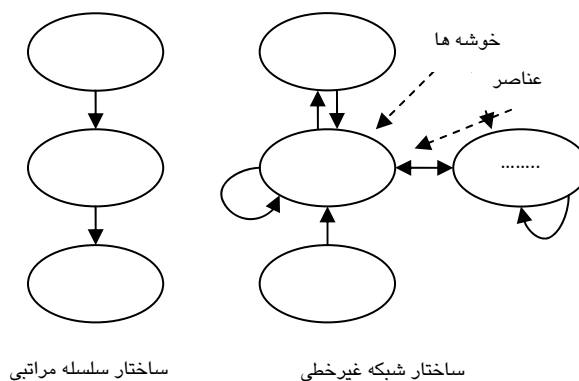 خوشه ها
عناصر
........
ساختار شبکه غیرخطی
ساختار سلسله مراتبی